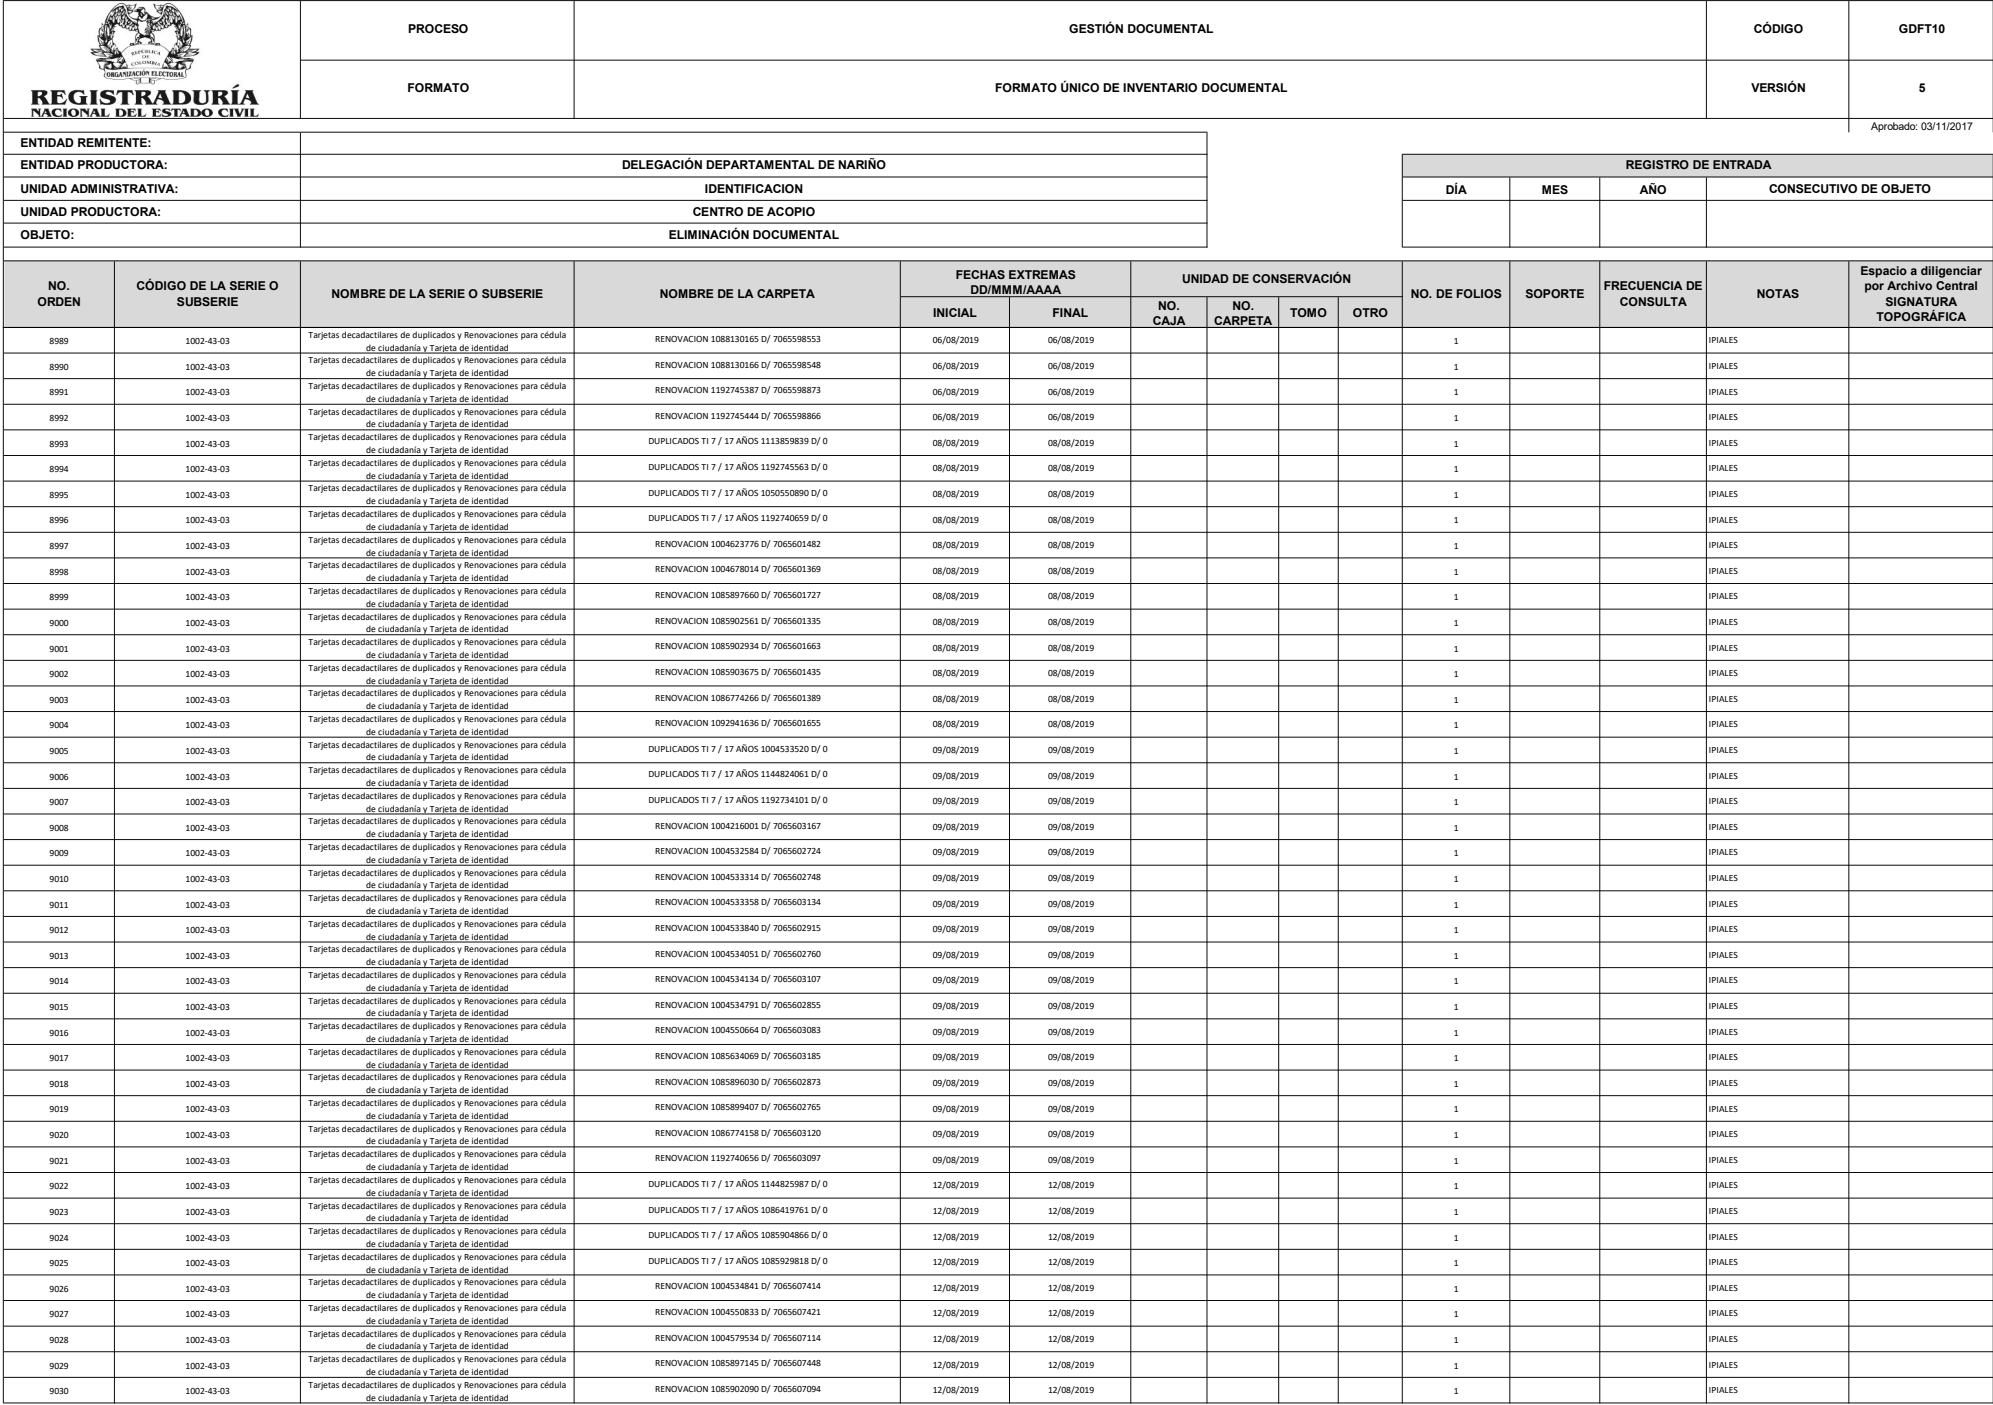 REPUBLICA
DE
COLOMBIA
ORGANIZACIÓN ELECTORAL
REGISTRADURÍA
NACIONAL DEL ESTADO CIVIL
PROCESO GESTIÓN DOCUMENTAL CÓDIGO GDFT10
FORMATO FORMATO ÚNICO DE INVENTARIO DOCUMENTAL VERSIÓN 5
Aprobado: 03/11/2017
ENTIDAD REMITENTE:
ENTIDAD PRODUCTORA: DELEGACIÓN DEPARTAMENTAL DE NARIÑO REGISTRO DE ENTRADA
UNIDAD ADMINISTRATIVA: IDENTIFICACION DÍA MES AÑO CONSECUTIVO DE OBJETO
UNIDAD PRODUCTORA: CENTRO DE ACOPIO
OBJETO: ELIMINACIÓN DOCUMENTAL
NO. ORDEN CÓDIGO DE LA SERIE O SUBSERIE NOMBRE DE LA SERIE O SUBSERIE NOMBRE DE LA CARPETA FECHAS EXTREMAS DD/MMM/AAAA INICIAL FINAL UNIDAD DE CONSERVACIÓN NO. CAJA NO. CARPETA TOMO OTRO NO. DE FOLIOS SOPORTE FRECUENCIA DE CONSULTA NOTAS Espacio a diligenciar por Archivo Central SIGNATURA TOPOGRÁFICA
8989 1002-43-03 Tarjetas decadactilares de duplicados y Renovaciones para cédula de ciudadanía y Tarjeta de identidad RENOVACION 1088130165 D/ 7065598553 06/08/2019 06/08/2019 1 IPIALES
8990 1002-43-03 Tarjetas decadactilares de duplicados y Renovaciones para cédula de ciudadanía y Tarjeta de identidad RENOVACION 1088130166 D/ 7065598548 06/08/2019 06/08/2019 1 IPIALES
8991 1002-43-03 Tarjetas decadactilares de duplicados y Renovaciones para cédula de ciudadanía y Tarjeta de identidad RENOVACION 1192745387 D/ 7065598873 06/08/2019 06/08/2019 1 IPIALES
8992 1002-43-03 Tarjetas decadactilares de duplicados y Renovaciones para cédula de ciudadanía y Tarjeta de identidad RENOVACION 1192745444 D/ 7065598866 06/08/2019 06/08/2019 1 IPIALES
8993 1002-43-03 Tarjetas decadactilares de duplicados y Renovaciones para cédula de ciudadanía y Tarjeta de identidad DUPLICADOS TI 7 / 17 AÑOS 1113859839 D/ 0 08/08/2019 08/08/2019 1 IPIALES
8994 1002-43-03 Tarjetas decadactilares de duplicados y Renovaciones para cédula de ciudadanía y Tarjeta de identidad DUPLICADOS TI 7 / 17 AÑOS 1192745563 D/ 0 08/08/2019 08/08/2019 1 IPIALES
8995 1002-43-03 Tarjetas decadactilares de duplicados y Renovaciones para cédula de ciudadanía y Tarjeta de identidad DUPLICADOS TI 7 / 17 AÑOS 1050550890 D/ 0 08/08/2019 08/08/2019 1 IPIALES
8996 1002-43-03 Tarjetas decadactilares de duplicados y Renovaciones para cédula de ciudadanía y Tarjeta de identidad DUPLICADOS TI 7 / 17 AÑOS 1192740659 D/ 0 08/08/2019 08/08/2019 1 IPIALES
8997 1002-43-03 Tarjetas decadactilares de duplicados y Renovaciones para cédula de ciudadanía y Tarjeta de identidad RENOVACION 1004623776 D/ 7065601482 08/08/2019 08/08/2019 1 IPIALES
8998 1002-43-03 Tarjetas decadactilares de duplicados y Renovaciones para cédula de ciudadanía y Tarjeta de identidad RENOVACION 1004678014 D/ 7065601369 08/08/2019 08/08/2019 1 IPIALES
8999 1002-43-03 Tarjetas decadactilares de duplicados y Renovaciones para cédula de ciudadanía y Tarjeta de identidad RENOVACION 1085897660 D/ 7065601727 08/08/2019 08/08/2019 1 IPIALES
9000 1002-43-03 Tarjetas decadactilares de duplicados y Renovaciones para cédula de ciudadanía y Tarjeta de identidad RENOVACION 1085902561 D/ 7065601335 08/08/2019 08/08/2019 1 IPIALES
9001 1002-43-03 Tarjetas decadactilares de duplicados y Renovaciones para cédula de ciudadanía y Tarjeta de identidad RENOVACION 1085902934 D/ 7065601663 08/08/2019 08/08/2019 1 IPIALES
9002 1002-43-03 Tarjetas decadactilares de duplicados y Renovaciones para cédula de ciudadanía y Tarjeta de identidad RENOVACION 1085903675 D/ 7065601435 08/08/2019 08/08/2019 1 IPIALES
9003 1002-43-03 Tarjetas decadactilares de duplicados y Renovaciones para cédula de ciudadanía y Tarjeta de identidad RENOVACION 1086774266 D/ 7065601389 08/08/2019 08/08/2019 1 IPIALES
9004 1002-43-03 Tarjetas decadactilares de duplicados y Renovaciones para cédula de ciudadanía y Tarjeta de identidad RENOVACION 1092941636 D/ 7065601655 08/08/2019 08/08/2019 1 IPIALES
9005 1002-43-03 Tarjetas decadactilares de duplicados y Renovaciones para cédula de ciudadanía y Tarjeta de identidad DUPLICADOS TI 7 / 17 AÑOS 1004533520 D/ 0 09/08/2019 09/08/2019 1 IPIALES
9006 1002-43-03 Tarjetas decadactilares de duplicados y Renovaciones para cédula de ciudadanía y Tarjeta de identidad DUPLICADOS TI 7 / 17 AÑOS 1144824061 D/ 0 09/08/2019 09/08/2019 1 IPIALES
9007 1002-43-03 Tarjetas decadactilares de duplicados y Renovaciones para cédula de ciudadanía y Tarjeta de identidad DUPLICADOS TI 7 / 17 AÑOS 1192734101 D/ 0 09/08/2019 09/08/2019 1 IPIALES
9008 1002-43-03 Tarjetas decadactilares de duplicados y Renovaciones para cédula de ciudadanía y Tarjeta de identidad RENOVACION 1004216001 D/ 7065603167 09/08/2019 09/08/2019 1 IPIALES
9009 1002-43-03 Tarjetas decadactilares de duplicados y Renovaciones para cédula de ciudadanía y Tarjeta de identidad RENOVACION 1004532584 D/ 7065602724 09/08/2019 09/08/2019 1 IPIALES
9010 1002-43-03 Tarjetas decadactilares de duplicados y Renovaciones para cédula de ciudadanía y Tarjeta de identidad RENOVACION 1004533314 D/ 7065602748 09/08/2019 09/08/2019 1 IPIALES
9011 1002-43-03 Tarjetas decadactilares de duplicados y Renovaciones para cédula de ciudadanía y Tarjeta de identidad RENOVACION 1004533358 D/ 7065603134 09/08/2019 09/08/2019 1 IPIALES
9012 1002-43-03 Tarjetas decadactilares de duplicados y Renovaciones para cédula de ciudadanía y Tarjeta de identidad RENOVACION 1004533840 D/ 7065602915 09/08/2019 09/08/2019 1 IPIALES
9013 1002-43-03 Tarjetas decadactilares de duplicados y Renovaciones para cédula de ciudadanía y Tarjeta de identidad RENOVACION 1004534051 D/ 7065602760 09/08/2019 09/08/2019 1 IPIALES
9014 1002-43-03 Tarjetas decadactilares de duplicados y Renovaciones para cédula de ciudadanía y Tarjeta de identidad RENOVACION 1004534134 D/ 7065603107 09/08/2019 09/08/2019 1 IPIALES
9015 1002-43-03 Tarjetas decadactilares de duplicados y Renovaciones para cédula de ciudadanía y Tarjeta de identidad RENOVACION 1004534791 D/ 7065602855 09/08/2019 09/08/2019 1 IPIALES
9016 1002-43-03 Tarjetas decadactilares de duplicados y Renovaciones para cédula de ciudadanía y Tarjeta de identidad RENOVACION 1004550664 D/ 7065603083 09/08/2019 09/08/2019 1 IPIALES
9017 1002-43-03 Tarjetas decadactilares de duplicados y Renovaciones para cédula de ciudadanía y Tarjeta de identidad RENOVACION 1085634069 D/ 7065603185 09/08/2019 09/08/2019 1 IPIALES
9018 1002-43-03 Tarjetas decadactilares de duplicados y Renovaciones para cédula de ciudadanía y Tarjeta de identidad RENOVACION 1085896030 D/ 7065602873 09/08/2019 09/08/2019 1 IPIALES
9019 1002-43-03 Tarjetas decadactilares de duplicados y Renovaciones para cédula de ciudadanía y Tarjeta de identidad RENOVACION 1085899407 D/ 7065602765 09/08/2019 09/08/2019 1 IPIALES
9020 1002-43-03 Tarjetas decadactilares de duplicados y Renovaciones para cédula de ciudadanía y Tarjeta de identidad RENOVACION 1086774158 D/ 7065603120 09/08/2019 09/08/2019 1 IPIALES
9021 1002-43-03 Tarjetas decadactilares de duplicados y Renovaciones para cédula de ciudadanía y Tarjeta de identidad RENOVACION 1192740656 D/ 7065603097 09/08/2019 09/08/2019 1 IPIALES
9022 1002-43-03 Tarjetas decadactilares de duplicados y Renovaciones para cédula de ciudadanía y Tarjeta de identidad DUPLICADOS TI 7 / 17 AÑOS 1144825987 D/ 0 12/08/2019 12/08/2019 1 IPIALES
9023 1002-43-03 Tarjetas decadactilares de duplicados y Renovaciones para cédula de ciudadanía y Tarjeta de identidad DUPLICADOS TI 7 / 17 AÑOS 1086419761 D/ 0 12/08/2019 12/08/2019 1 IPIALES
9024 1002-43-03 Tarjetas decadactilares de duplicados y Renovaciones para cédula de ciudadanía y Tarjeta de identidad DUPLICADOS TI 7 / 17 AÑOS 1085904866 D/ 0 12/08/2019 12/08/2019 1 IPIALES
9025 1002-43-03 Tarjetas decadactilares de duplicados y Renovaciones para cédula de ciudadanía y Tarjeta de identidad DUPLICADOS TI 7 / 17 AÑOS 1085929818 D/ 0 12/08/2019 12/08/2019 1 IPIALES
9026 1002-43-03 Tarjetas decadactilares de duplicados y Renovaciones para cédula de ciudadanía y Tarjeta de identidad RENOVACION 1004534841 D/ 7065607414 12/08/2019 12/08/2019 1 IPIALES
9027 1002-43-03 Tarjetas decadactilares de duplicados y Renovaciones para cédula de ciudadanía y Tarjeta de identidad RENOVACION 1004550833 D/ 7065607421 12/08/2019 12/08/2019 1 IPIALES
9028 1002-43-03 Tarjetas decadactilares de duplicados y Renovaciones para cédula de ciudadanía y Tarjeta de identidad RENOVACION 1004579534 D/ 7065607114 12/08/2019 12/08/2019 1 IPIALES
9029 1002-43-03 Tarjetas decadactilares de duplicados y Renovaciones para cédula de ciudadanía y Tarjeta de identidad RENOVACION 1085897145 D/ 7065607448 12/08/2019 12/08/2019 1 IPIALES
9030 1002-43-03 Tarjetas decadactilares de duplicados y Renovaciones para cédula de ciudadanía y Tarjeta de identidad RENOVACION 1085902090 D/ 7065607094 12/08/2019 12/08/2019 1 IPIALES